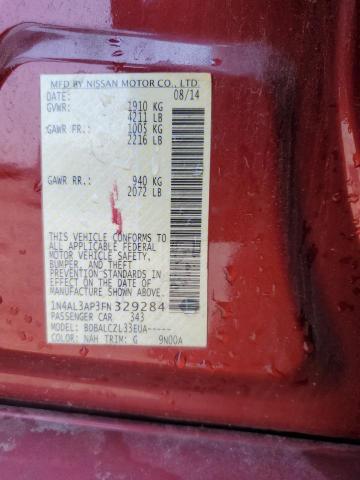 MFD BY NISSAN MOTOR CO., LTD.
DATE: 08/14
GVWR: 1910 KG
4211 LB
GAWR FR: 1005 KG
2216 LB
GAWR RR.: 940 KG
2072 LB
THIS VEHICLE CONFORMS TO
ALL APPLICABLE FEDERAL
MOTOR VEHICLE SAFETY,
BUMPER, AND THEFT
PREVENTION STANDARDS IN
EFFECT ON THE DATE OF
MANUFACTURE SHOWN ABOVE.
1N4AL3AP3FN329284
PASSENGER CAR 343
MODEL: BDBALCZL33EUA-----
COLOR: NAH TRIM: G 9N00A